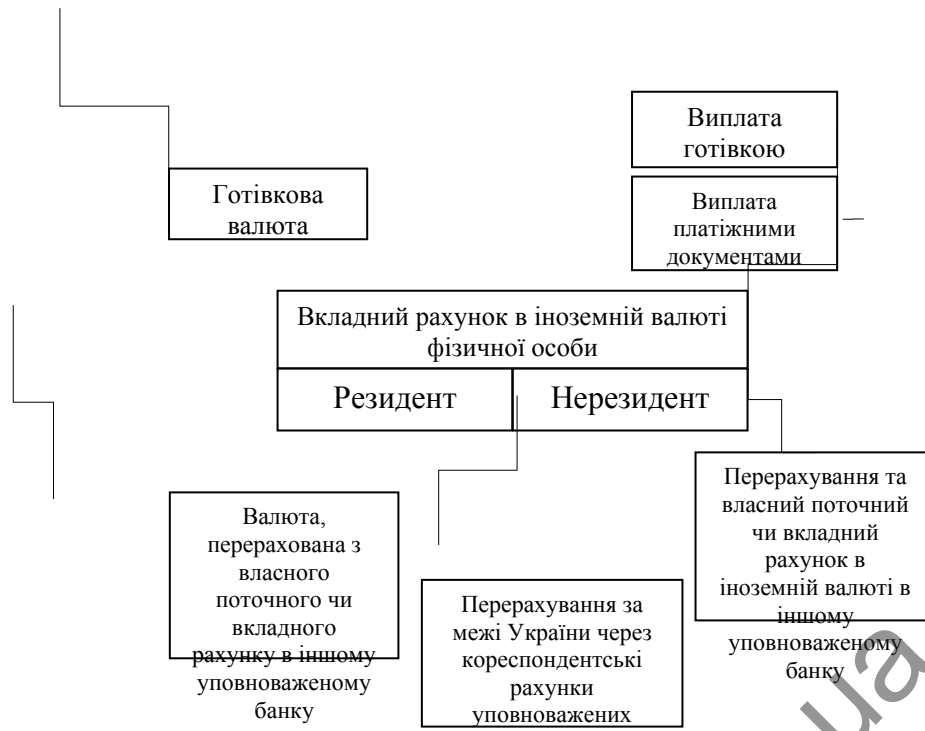 Виплата
готівкою
Готівкова
валюта
Виплата
платіжними
документами
Вкладний рахунок в іноземній валюті
фізичної особи
Резидент
Нерезидент
Валюта,
перерахована з
власного
поточного чи
вкладного
рахунку в іншому
уповноваженому
банку
Перерахування за
межі України через
кореспондентські
рахунки
уповноважених
Перерахування та
власний поточний
чи вкладний
рахунок в
іноземній валюті в
іншому
уповноваженому
банку
ua